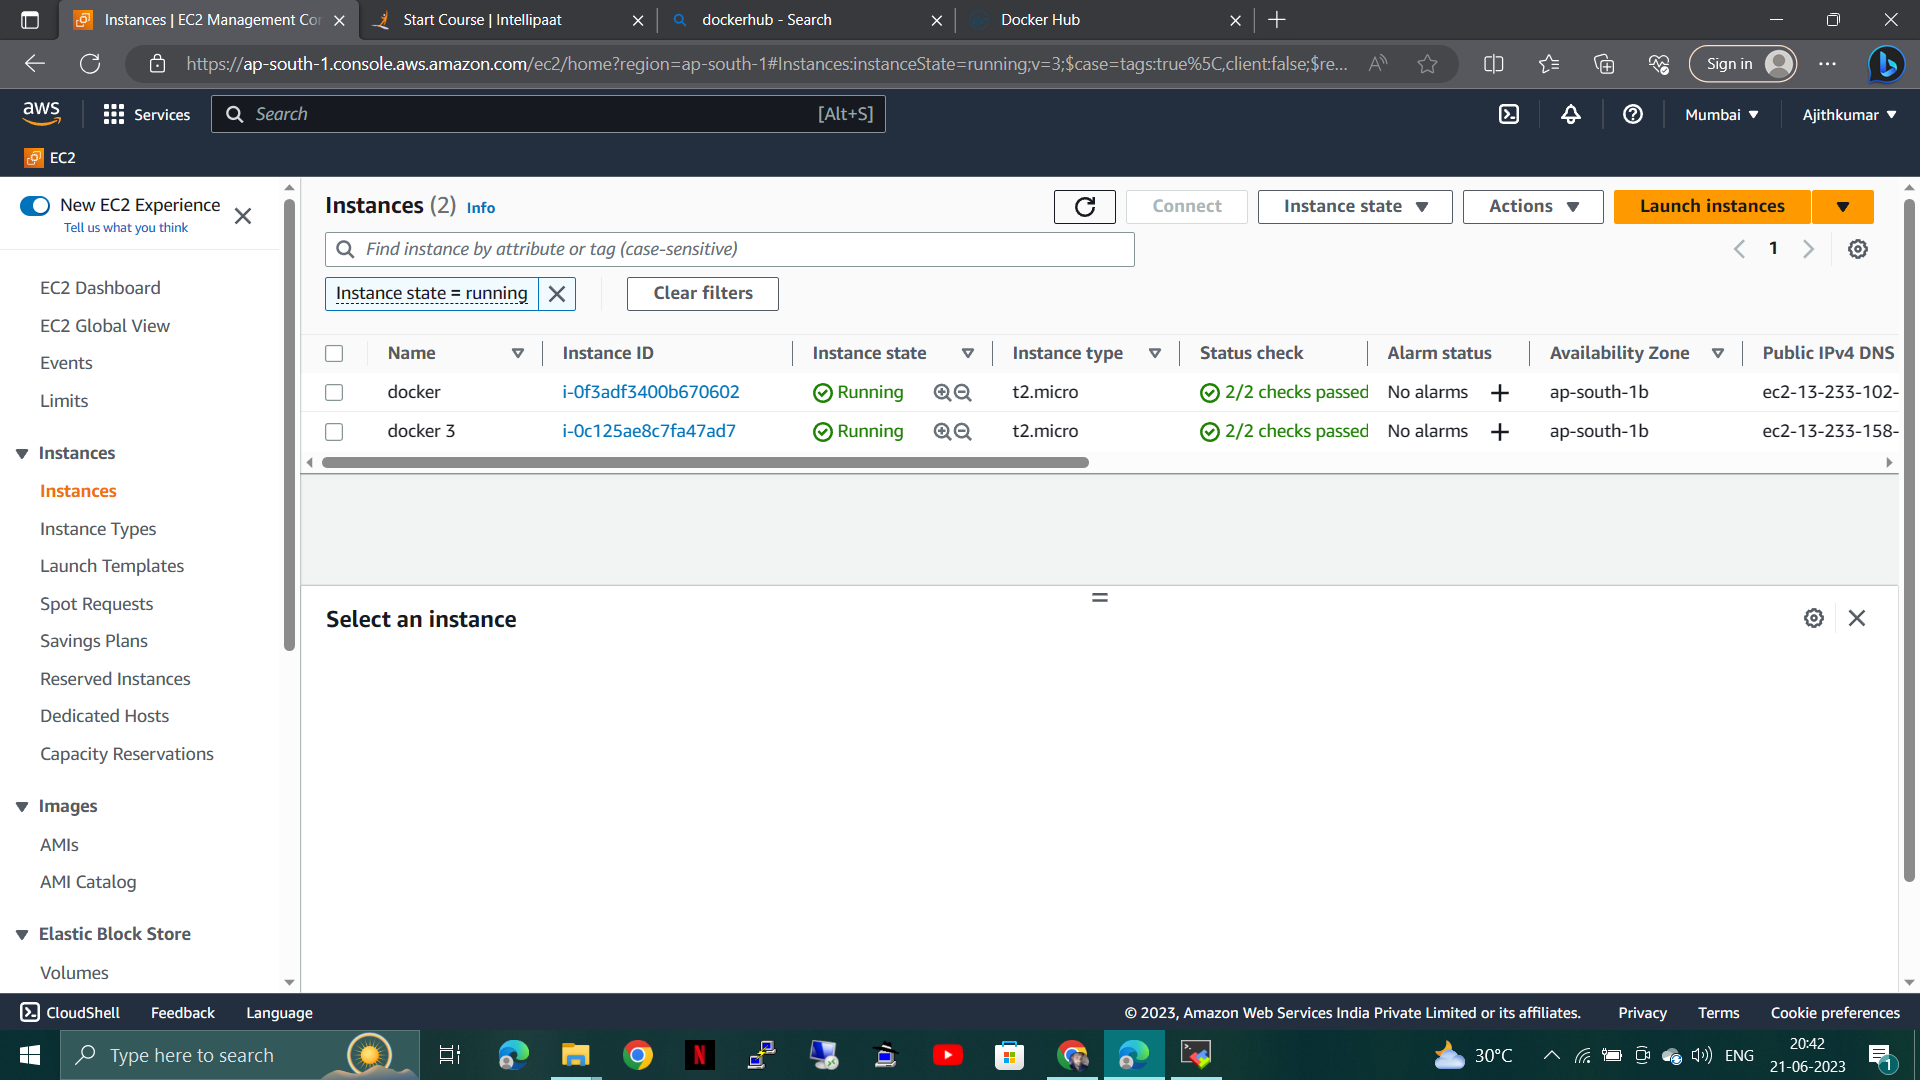 Instances | EC2 Management Con
Start Course | Intellipaat
dockerhub - Search
Docker Hub
https://ap-south-1.console.aws.amazon.com/ec2/home?region=ap-south-1#Instances:instanceState=running;v=3;$case=tags:true%5C,client:false;$re...
Sign in
aws
Services
Search
[Alt+S]
Mumbai
Ajithkumar
EC2
New EC2 Experience
Tell us what you think
EC2 Dashboard
EC2 Global View
Events
Limits
Instances
Instances
Instance Types
Launch Templates
Spot Requests
Savings Plans
Reserved Instances
Dedicated Hosts
Capacity Reservations
Images
AMIs
AMI Catalog
Elastic Block Store
Volumes
Instances (2) Info
Connect
Instance state
Actions
Launch instances
Find instance by attribute or tag (case-sensitive)
1
Instance state = running
Clear filters
Name Instance ID Instance state Instance type Status check Alarm status Availability Zone Public IPv4 DNS
docker i-0f3adf3400b670602 Running t2.micro 2/2 checks passed No alarms ap-south-1b ec2-13-233-102-
docker 3 i-0c125ae8c7fa47ad7 Running t2.micro 2/2 checks passed No alarms ap-south-1b ec2-13-233-158-
Select an instance
CloudShell
Feedback
Language
© 2023, Amazon Web Services India Private Limited or its affiliates.
Privacy
Terms
Cookie preferences
Type here to search
30°C
ENG
20:42
21-06-2023
1